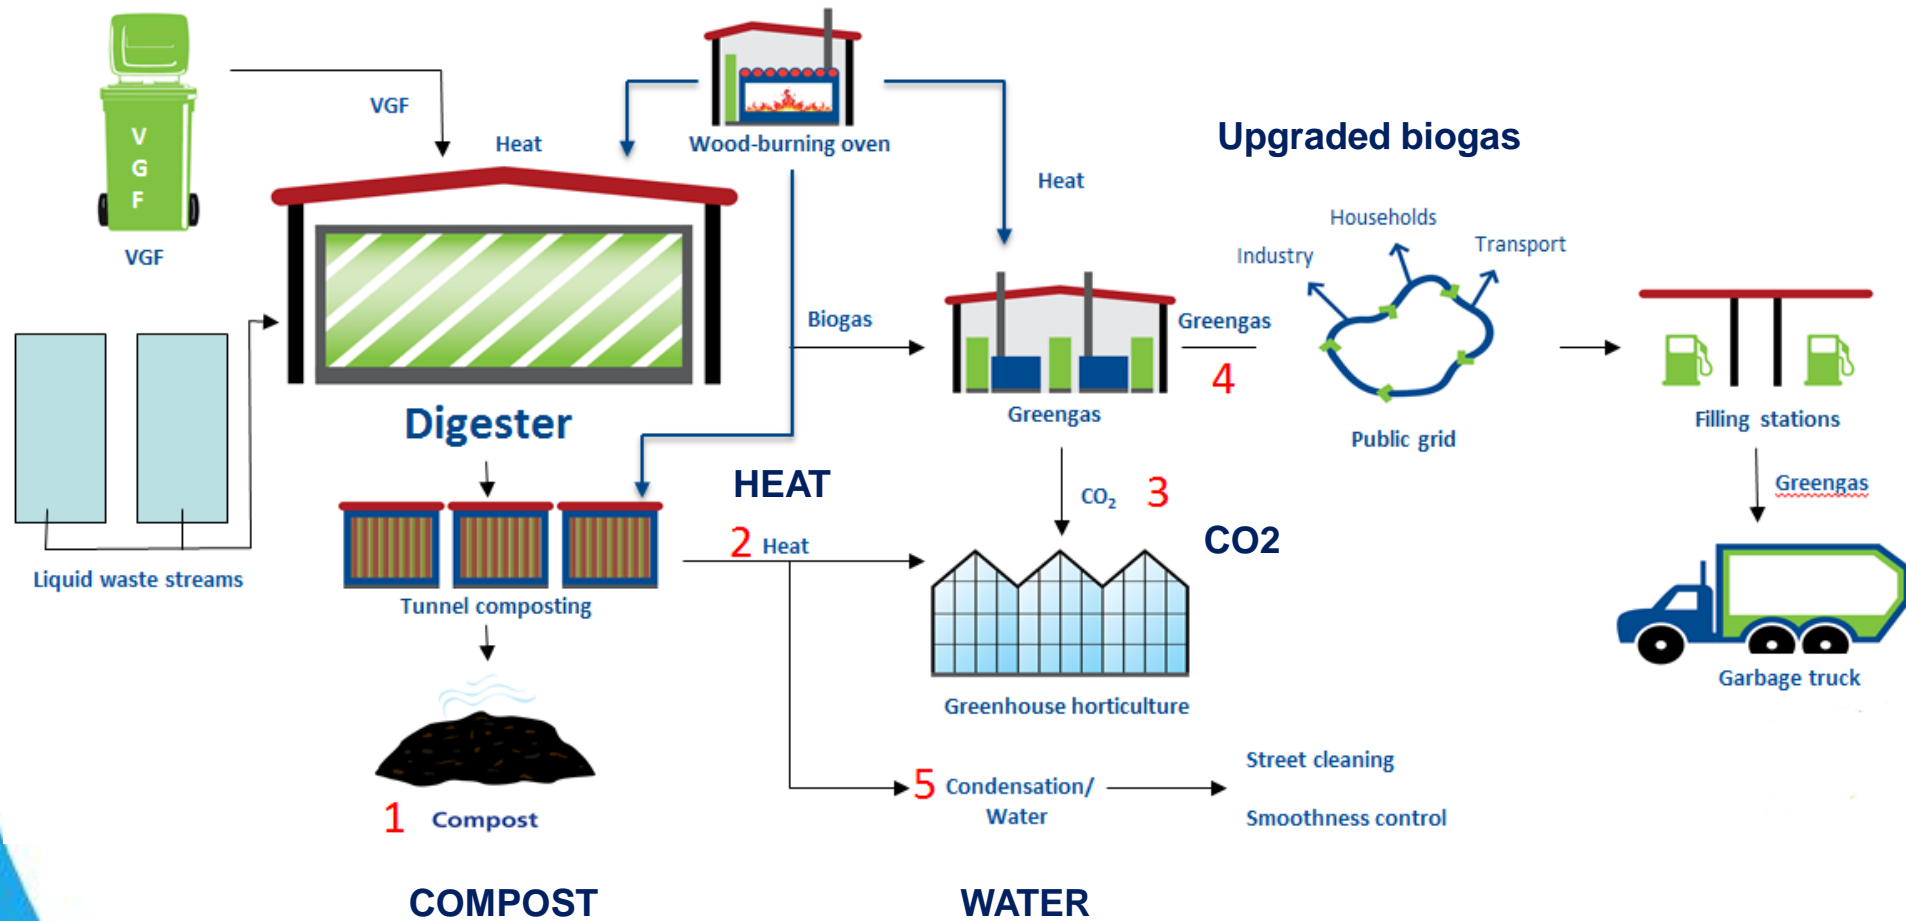 V
G
F
VGF
VGF
Heat
Wood-burning oven
Heat
Upgraded biogas
Households
Industry
Transport
Biogas
Greengas
4
Digester
Greengas
Public grid
Filling stations
Liquid waste streams
HEAT
2 Heat
CO₂ 3
CO2
Greengas
Tunnel composting
Greenhouse horticulture
Garbage truck
1 Compost
5 Condensation/
Water
Street cleaning
Smoothness control
COMPOST
WATER